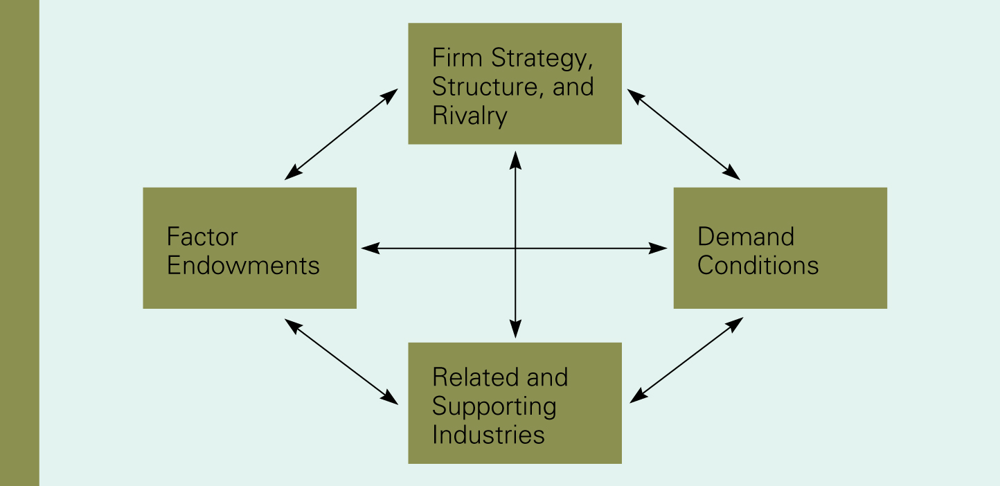 Firm Strategy,
Structure, and
Rivalry
Factor
Endowments
Demand
Conditions
Related and
Supporting
Industries